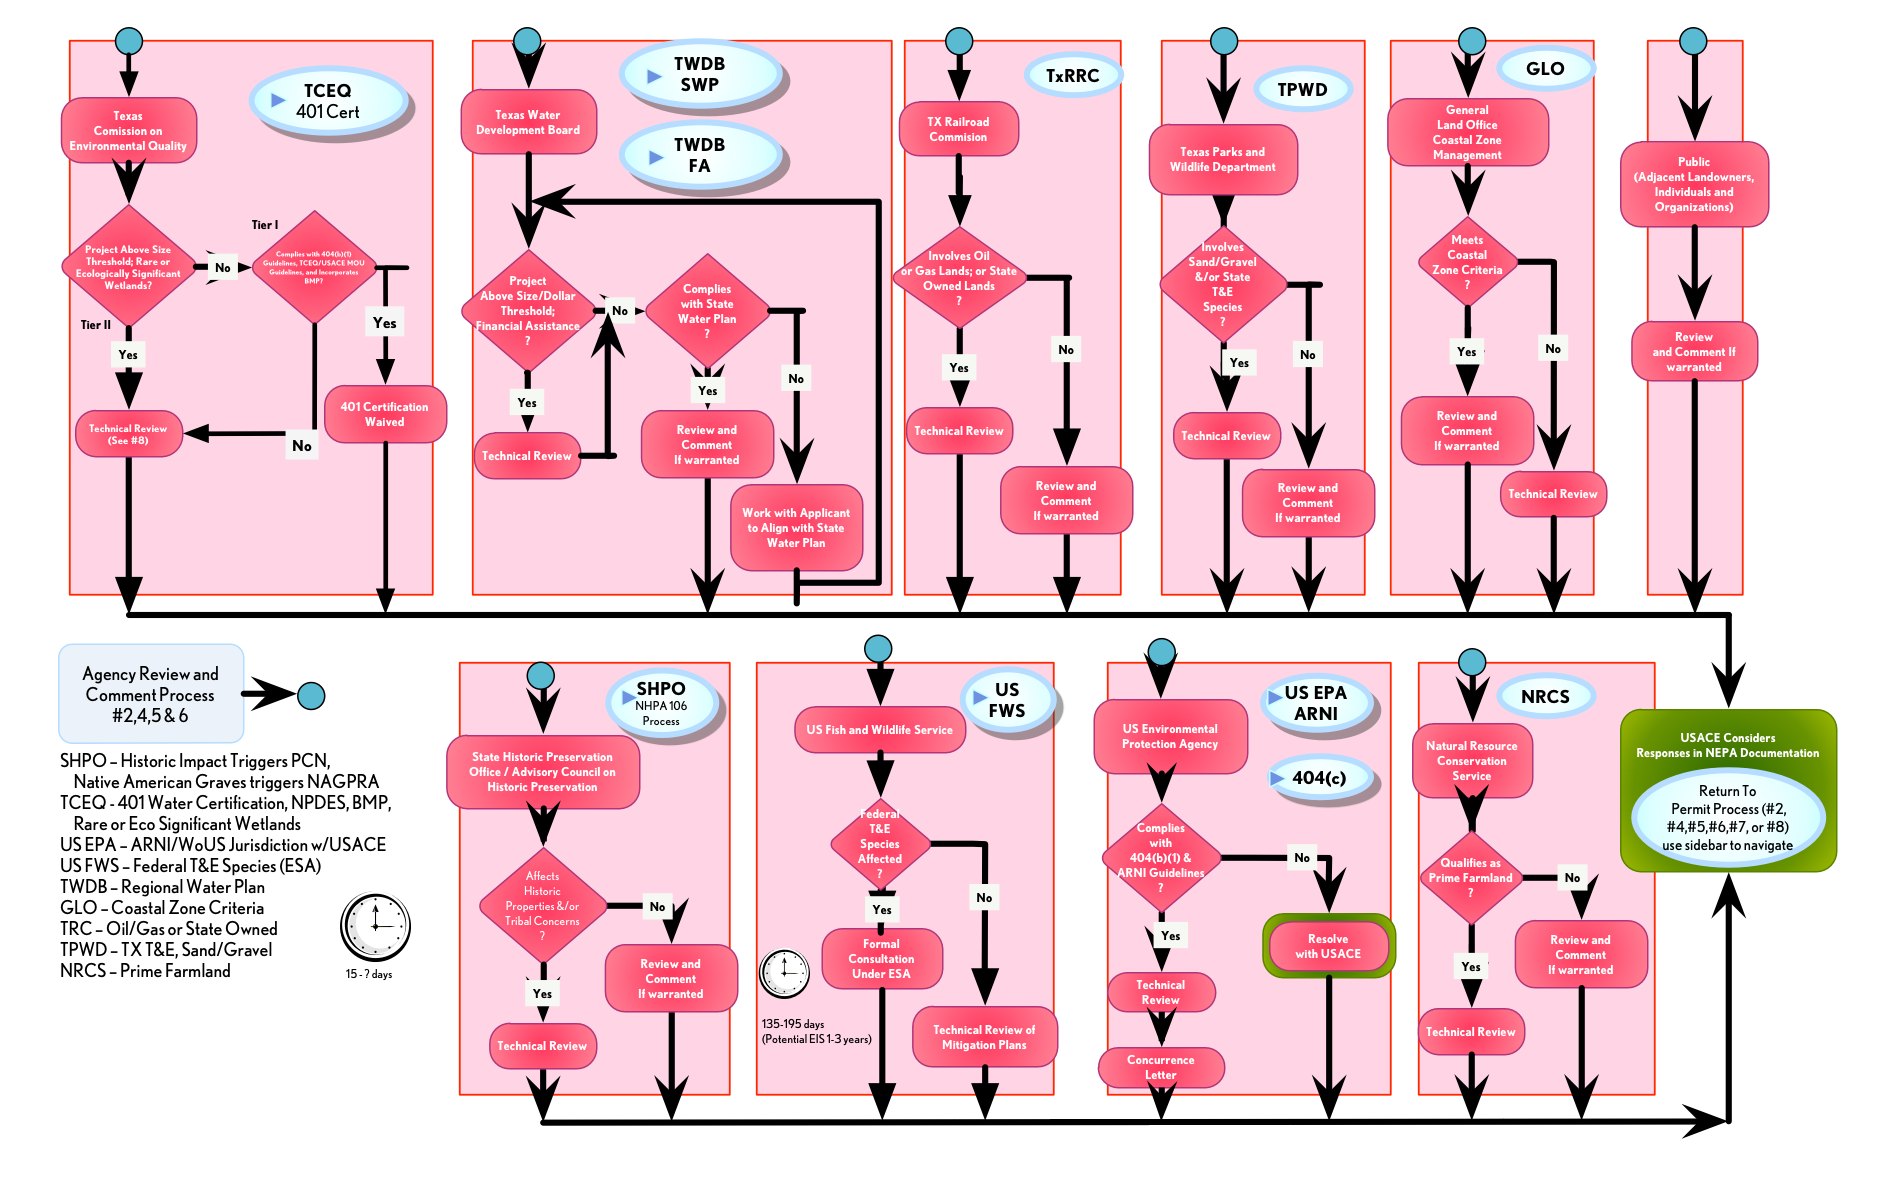 TCEQ
401 Cert
Texas
Comission on
Environmental Quality
Project Above Size
Threshold; Rare or
Ecologically Significant
Wetlands?
No
Tier I
Complies with 404(b)(1)
Guidelines, TCEQ/USACE MOU
Guidelines, and Incorporates
BMP?
Tier II
Yes
Yes
Technical Review
(See #8)
No
401 Certification
Waived
TWDB
SWP
TWDB
FA
Texas Water
Development Board
Project
Above Size/Dollar
Threshold;
Financial Assistance
?
No
Complies
with State
Water Plan
?
Yes
Technical Review
Yes
No
Review and
Comment
If warranted
Work with Applicant
to Align with State
Water Plan
TxRRC
TX Railroad
Commision
Involves Oil
or Gas Lands; or State
Owned Lands
?
Yes
No
Technical Review
Review and
Comment
If warranted
TPWD
Texas Parks and
Wildlife Department
Involves
Sand/Gravel
&/or State
T&E
Species
?
Yes
No
Technical Review
Review and
Comment
If warranted
GLO
General
Land Office
Coastal Zone
Management
Meets
Coastal
Zone Criteria
?
Yes
No
Review and
Comment
If warranted
Technical Review
Public
(Adjacent Landowners,
Individuals and
Organizations)
Review
and Comment If
warranted
Agency Review and
Comment Process
#2,4,5 & 6
SHPO – Historic Impact Triggers PCN,
Native American Graves triggers NAGPRA
TCEQ - 401 Water Certification, NPDES, BMP,
Rare or Eco Significant Wetlands
US EPA – ARNI/WoUS Jurisdiction w/USACE
US FWS – Federal T&E Species (ESA)
TWDB – Regional Water Plan
GLO – Coastal Zone Criteria
TRC – Oil/Gas or State Owned
TPWD – TX T&E, Sand/Gravel
NRCS – Prime Farmland
15 - ? days
SHPO
NHPA 106
Process
State Historic Preservation
Office / Advisory Council on
Historic Preservation
Affects
Historic
Properties &/or
Tribal Concerns
?
No
Yes
Review and
Comment
If warranted
Technical Review
US
FWS
US Fish and Wildlife Service
Federal
T&E
Species
Affected
?
Yes
No
Formal
Consultation
Under ESA
135-195 days
(Potential EIS 1-3 years)
Technical Review of
Mitigation Plans
US EPA
ARNI
404(c)
US Environmental
Protection Agency
Complies
with
404(b)(1) &
ARNI Guidelines
?
No
Yes
Resolve
with USACE
Technical
Review
Concurrence
Letter
NRCS
Natural Resource
Conservation
Service
Qualifies as
Prime Farmland
?
No
Yes
Review and
Comment
If warranted
Technical Review
USACE Considers
Responses in NEPA Documentation
Return To
Permit Process (#2,
#4,#5,#6,#7, or #8)
use sidebar to navigate